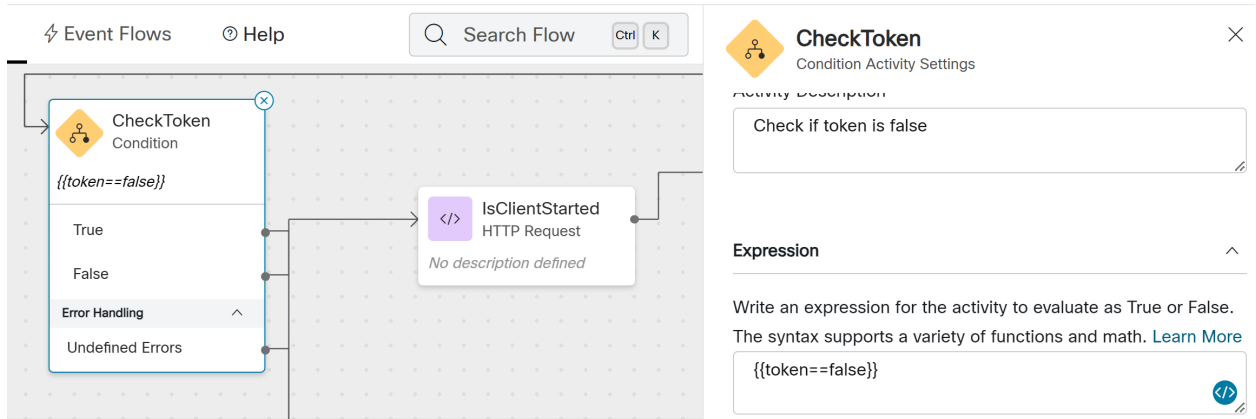 Event Flows
Help
Search Flow
Ctrl
K
CheckToken
Condition
{{token==false}}
True
False
Error Handling
Undefined Errors
</>
IsClientStarted
HTTP Request
No description defined
CheckToken
Condition Activity Settings
Activity Description
Check if token is false
Expression
Write an expression for the activity to evaluate as True or False.
The syntax supports a variety of functions and math. Learn More
{{token==false}}
</>